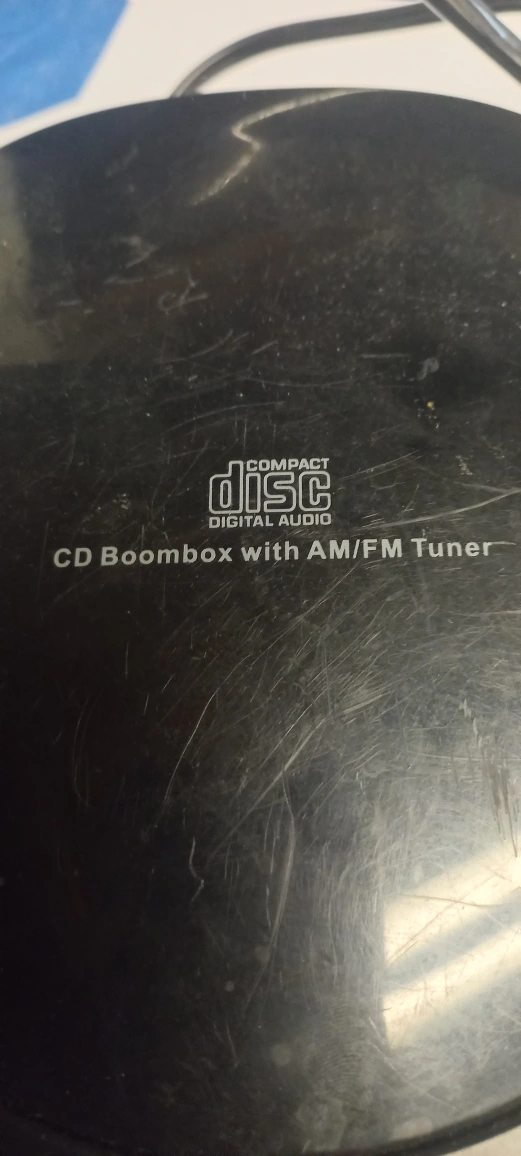 COMPACT
disc
DIGITAL AUDIO
CD Boombox with AM/FM Tuner